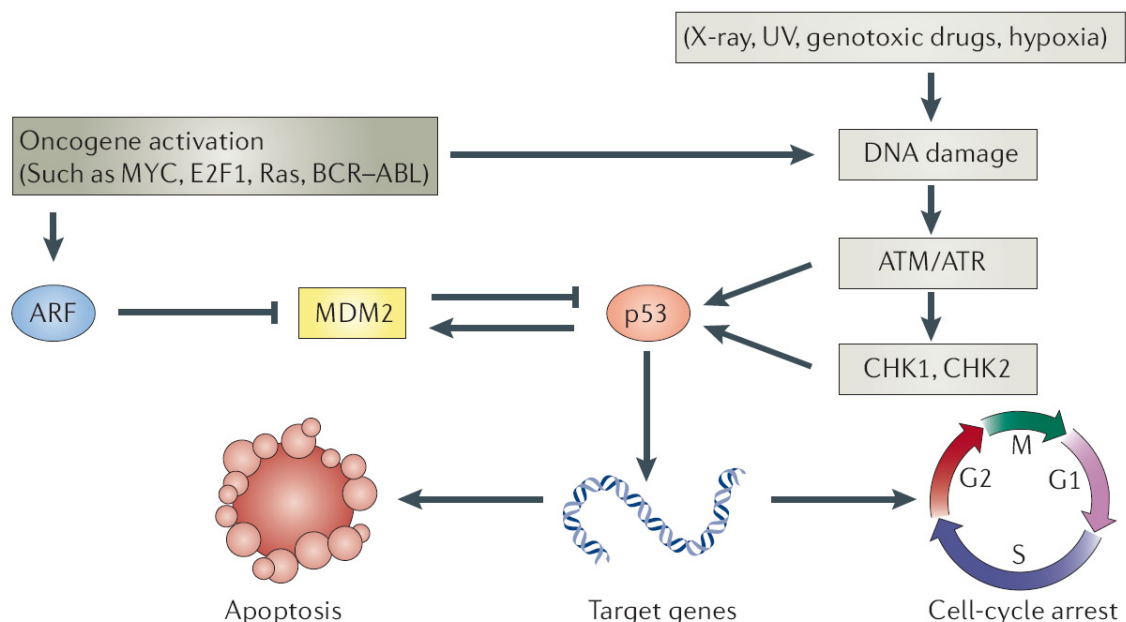 (X-ray, UV, genotoxic drugs, hypoxia)
Oncogene activation
(Such as MYC, E2F1, Ras, BCR–ABL)
DNA damage
ATM/ATR
ARF
MDM2
p53
CHK1, CHK2
M
G2
G1
S
Apoptosis
Target genes
Cell-cycle arrest